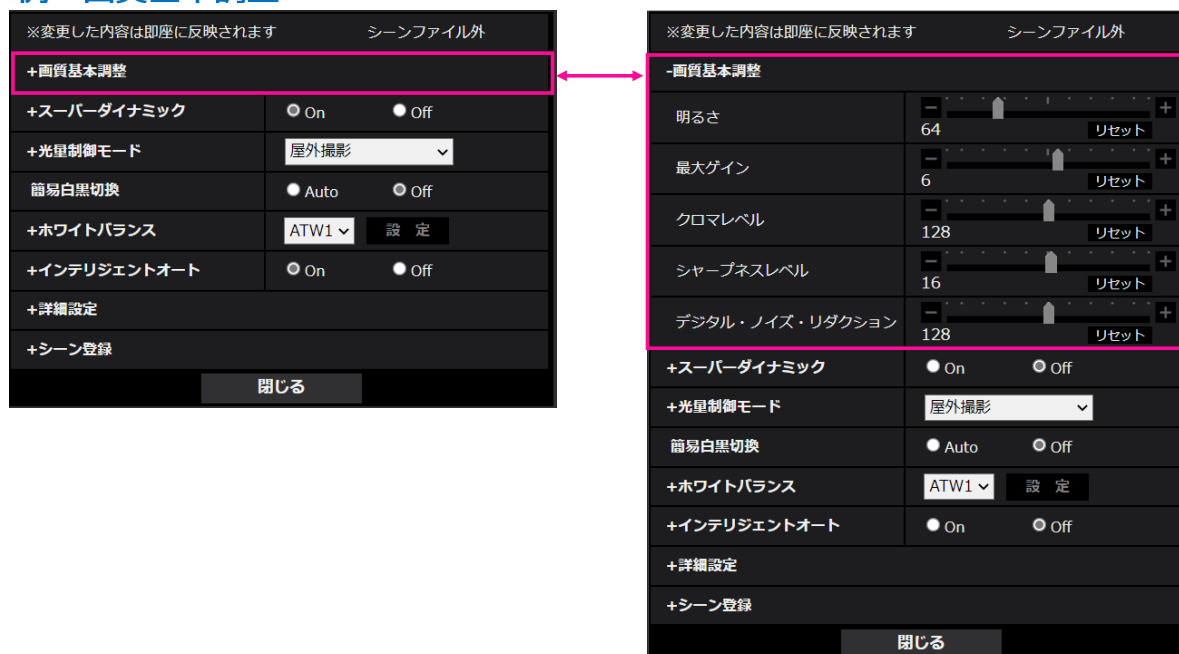 ※変更した内容は即座に反映されます シーンファイル外
+画質基本調整
+スーパーダイナミック On Off
+光量制御モード 屋外撮影
簡易白黒切換 Auto Off
+ホワイトバランス ATW1 設 定
+インテリジェントオート On Off
+詳細設定
+シーン登録
閉じる
※変更した内容は即座に反映されます シーンファイル外
-画質基本調整
明るさ 64 リセット
最大ゲイン 6 リセット
クロマレベル 128 リセット
シャープネスレベル 16 リセット
デジタル・ノイズ・リダクション 128 リセット
+スーパーダイナミック On Off
+光量制御モード 屋外撮影
簡易白黒切換 Auto Off
+ホワイトバランス ATW1 設 定
+インテリジェントオート On Off
+詳細設定
+シーン登録
閉じる